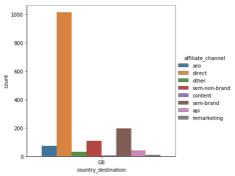 1000
800
600
400
200
0
count
GB
country_destination
affiliate_channel
seo
direct
other
sem-non-brand
content
sem-brand
api
remarketing